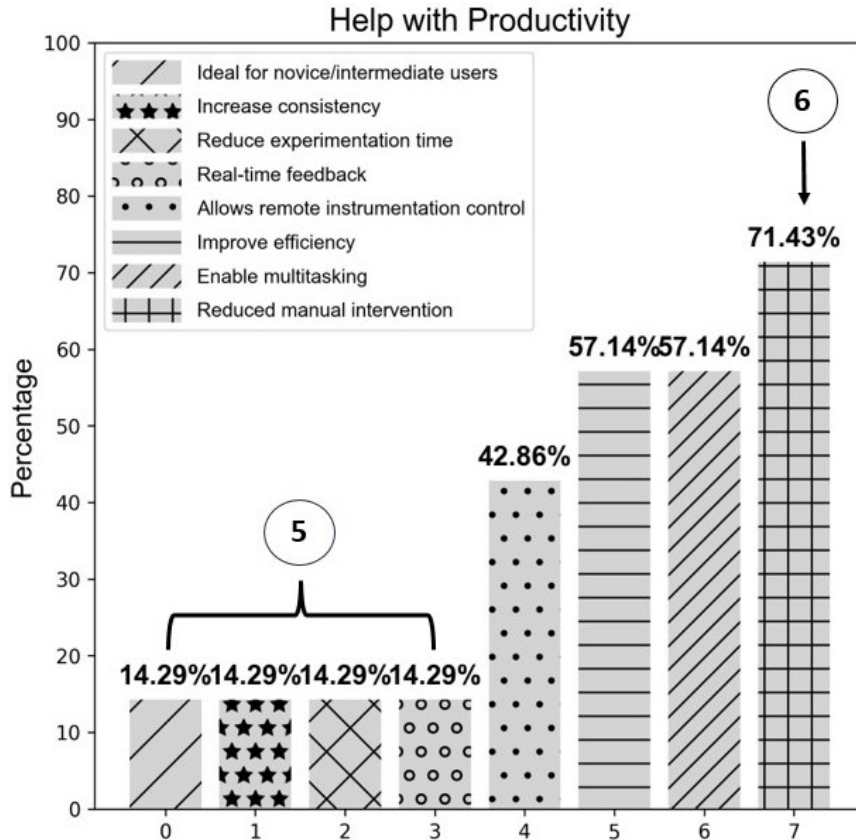 Help with Productivity
100
90
80
70
60
50
40
30
20
10
0
Percentage
Ideal for novice/intermediate users
Increase consistency
Reduce experimentation time
Real-time feedback
Allows remote instrumentation control
Improve efficiency
Enable multitasking
Reduced manual intervention
6
71.43%
57.14% 57.14%
42.86%
5
14.29% 14.29% 14.29% 14.29%
0 1 2 3 4 5 6 7